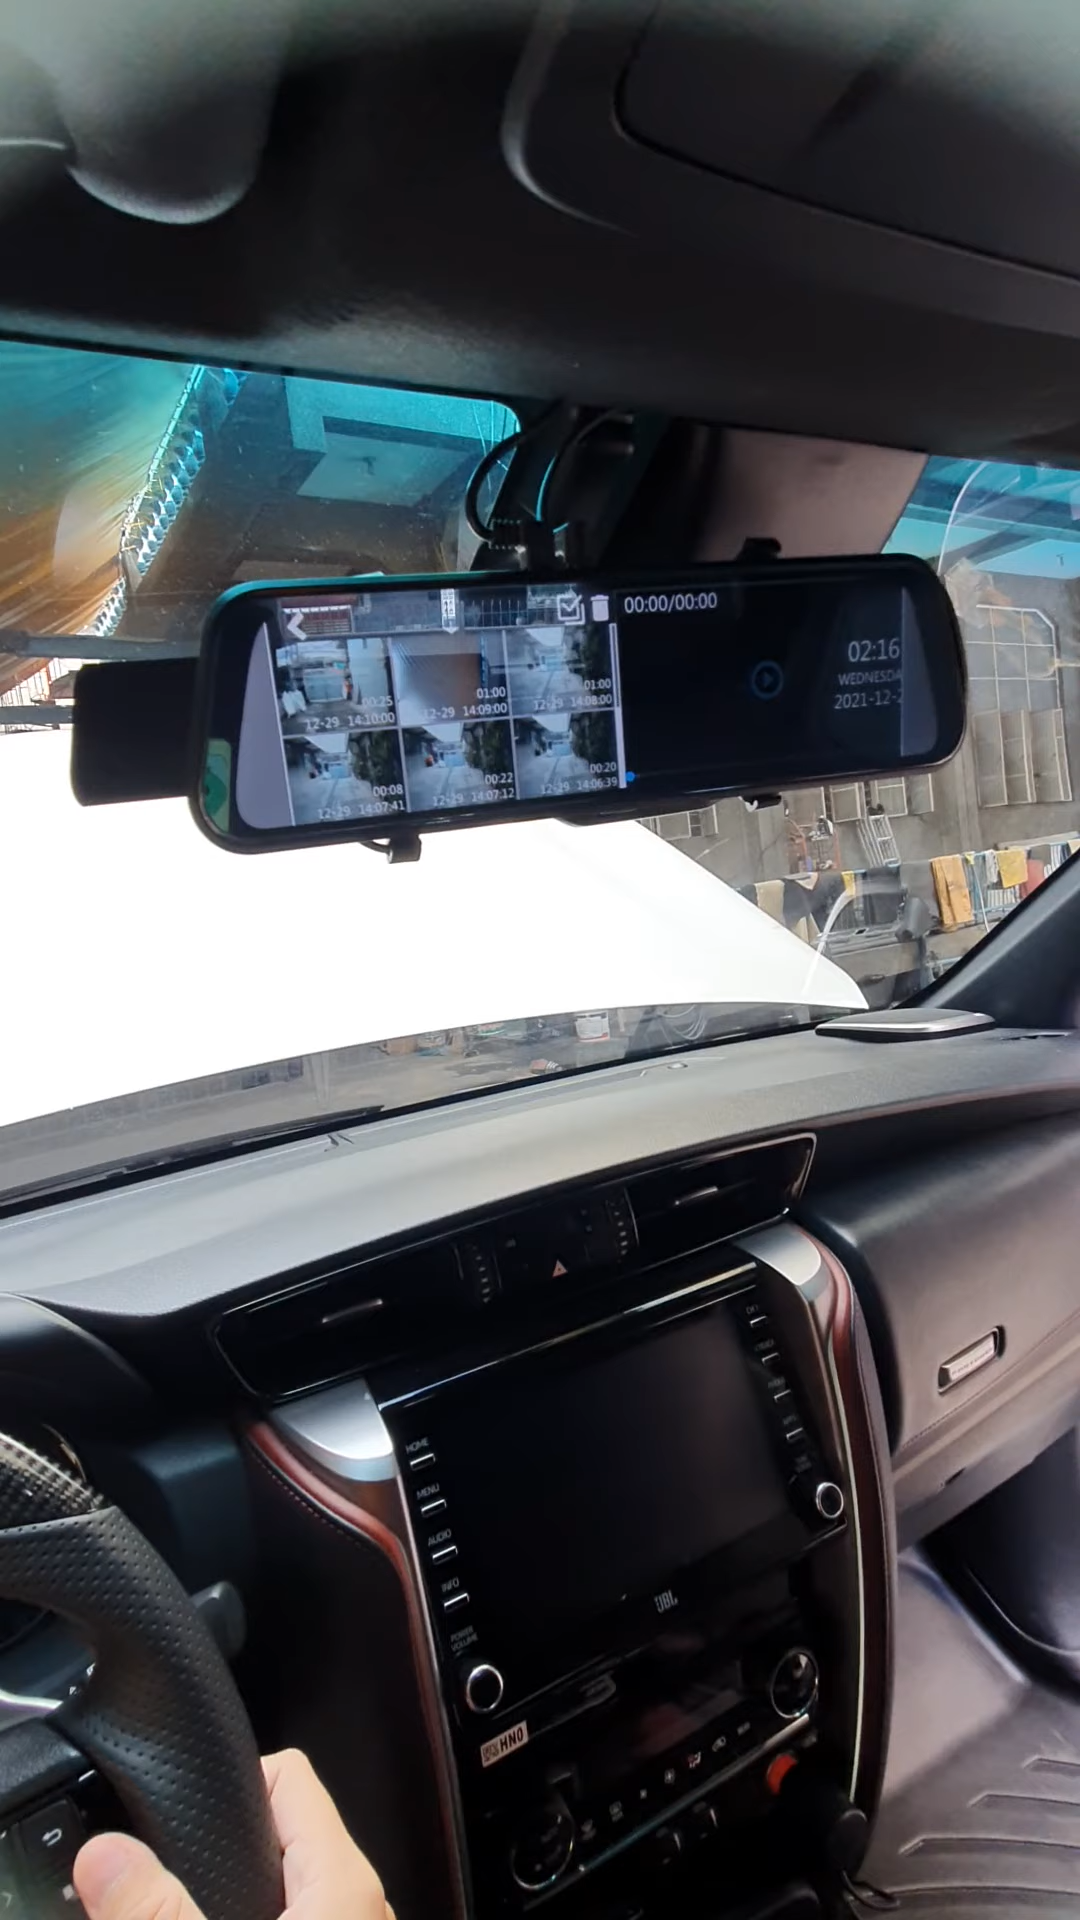 00:00/00:00
02:16
WEDNESDA
2021-12-2
00:25
12-29 14:10:00
01:00
12-29 14:09:00
01:00
12-29 14:08:00
00:08
12-29 14:07:41
00:22
12-29 14:07:12
00:20
12-29 14:06:39
HOME
MENU
AUDIO
INFO
POWER
VOLUME
JBL
HNO